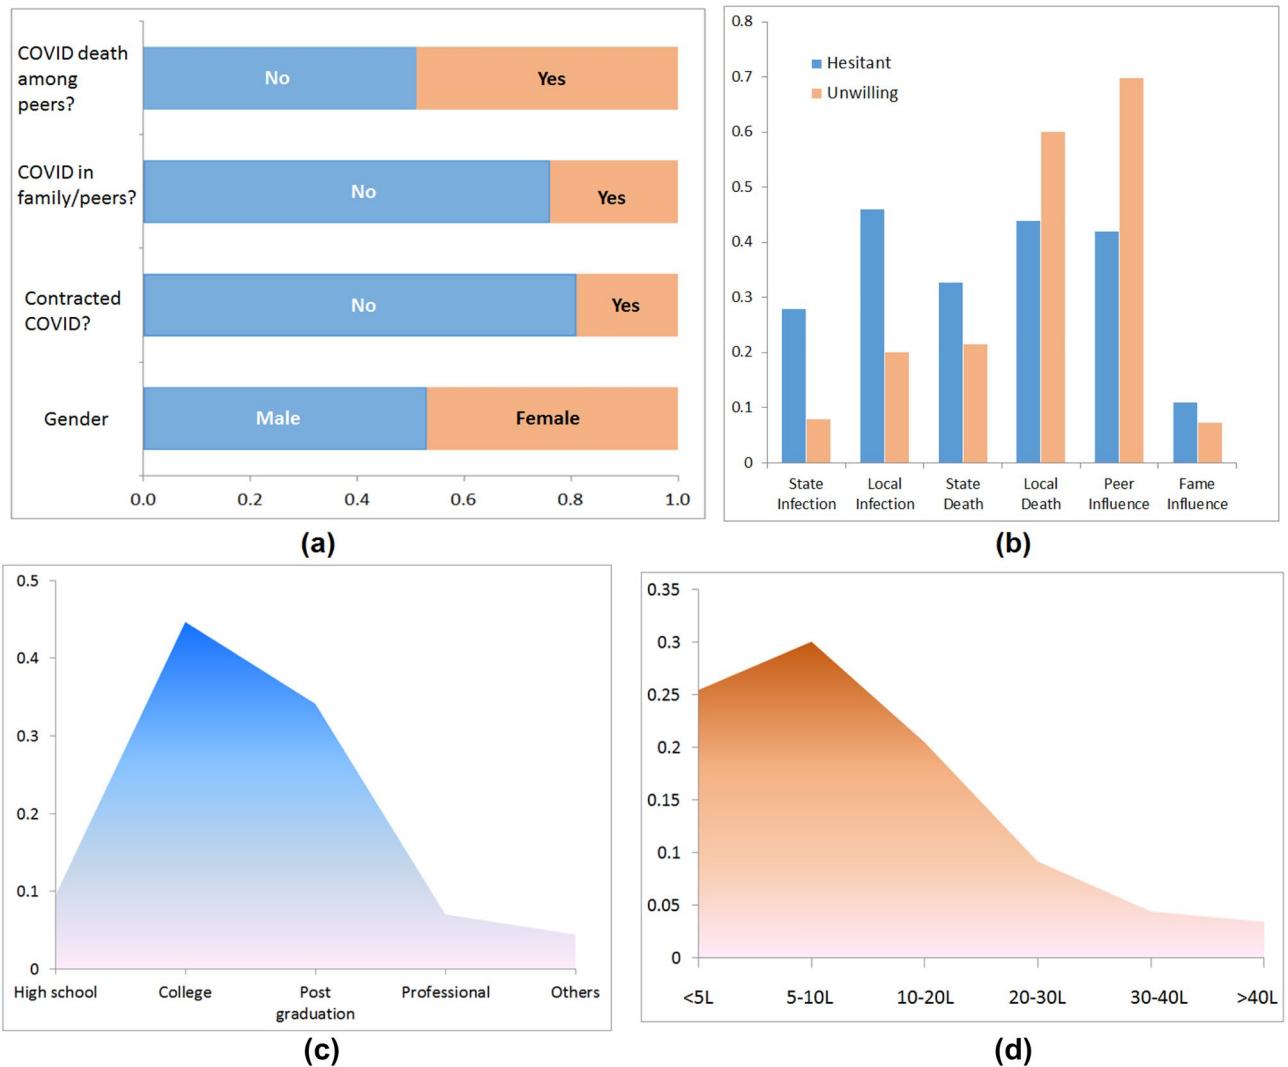 COVID death
among
peers?
No
Yes
COVID in
family/peers?
No
Yes
Contracted
COVID?
No
Yes
Gender
Male
Female
0.0 0.2 0.4 0.6 0.8 1.0
(a)
0.8
0.7
0.6
0.5
0.4
0.3
0.2
0.1
0
Hesitant
Unwilling
State Local State Local Peer Fame
Infection Infection Death Death Influence Influence
(b)
0.5
0.4
0.3
0.2
0.1
0
High school College Post Professional Others
graduation
(c)
0.35
0.3
0.25
0.2
0.15
0.1
0.05
0
<5L 5-10L 10-20L 20-30L 30-40L >40L
(d)